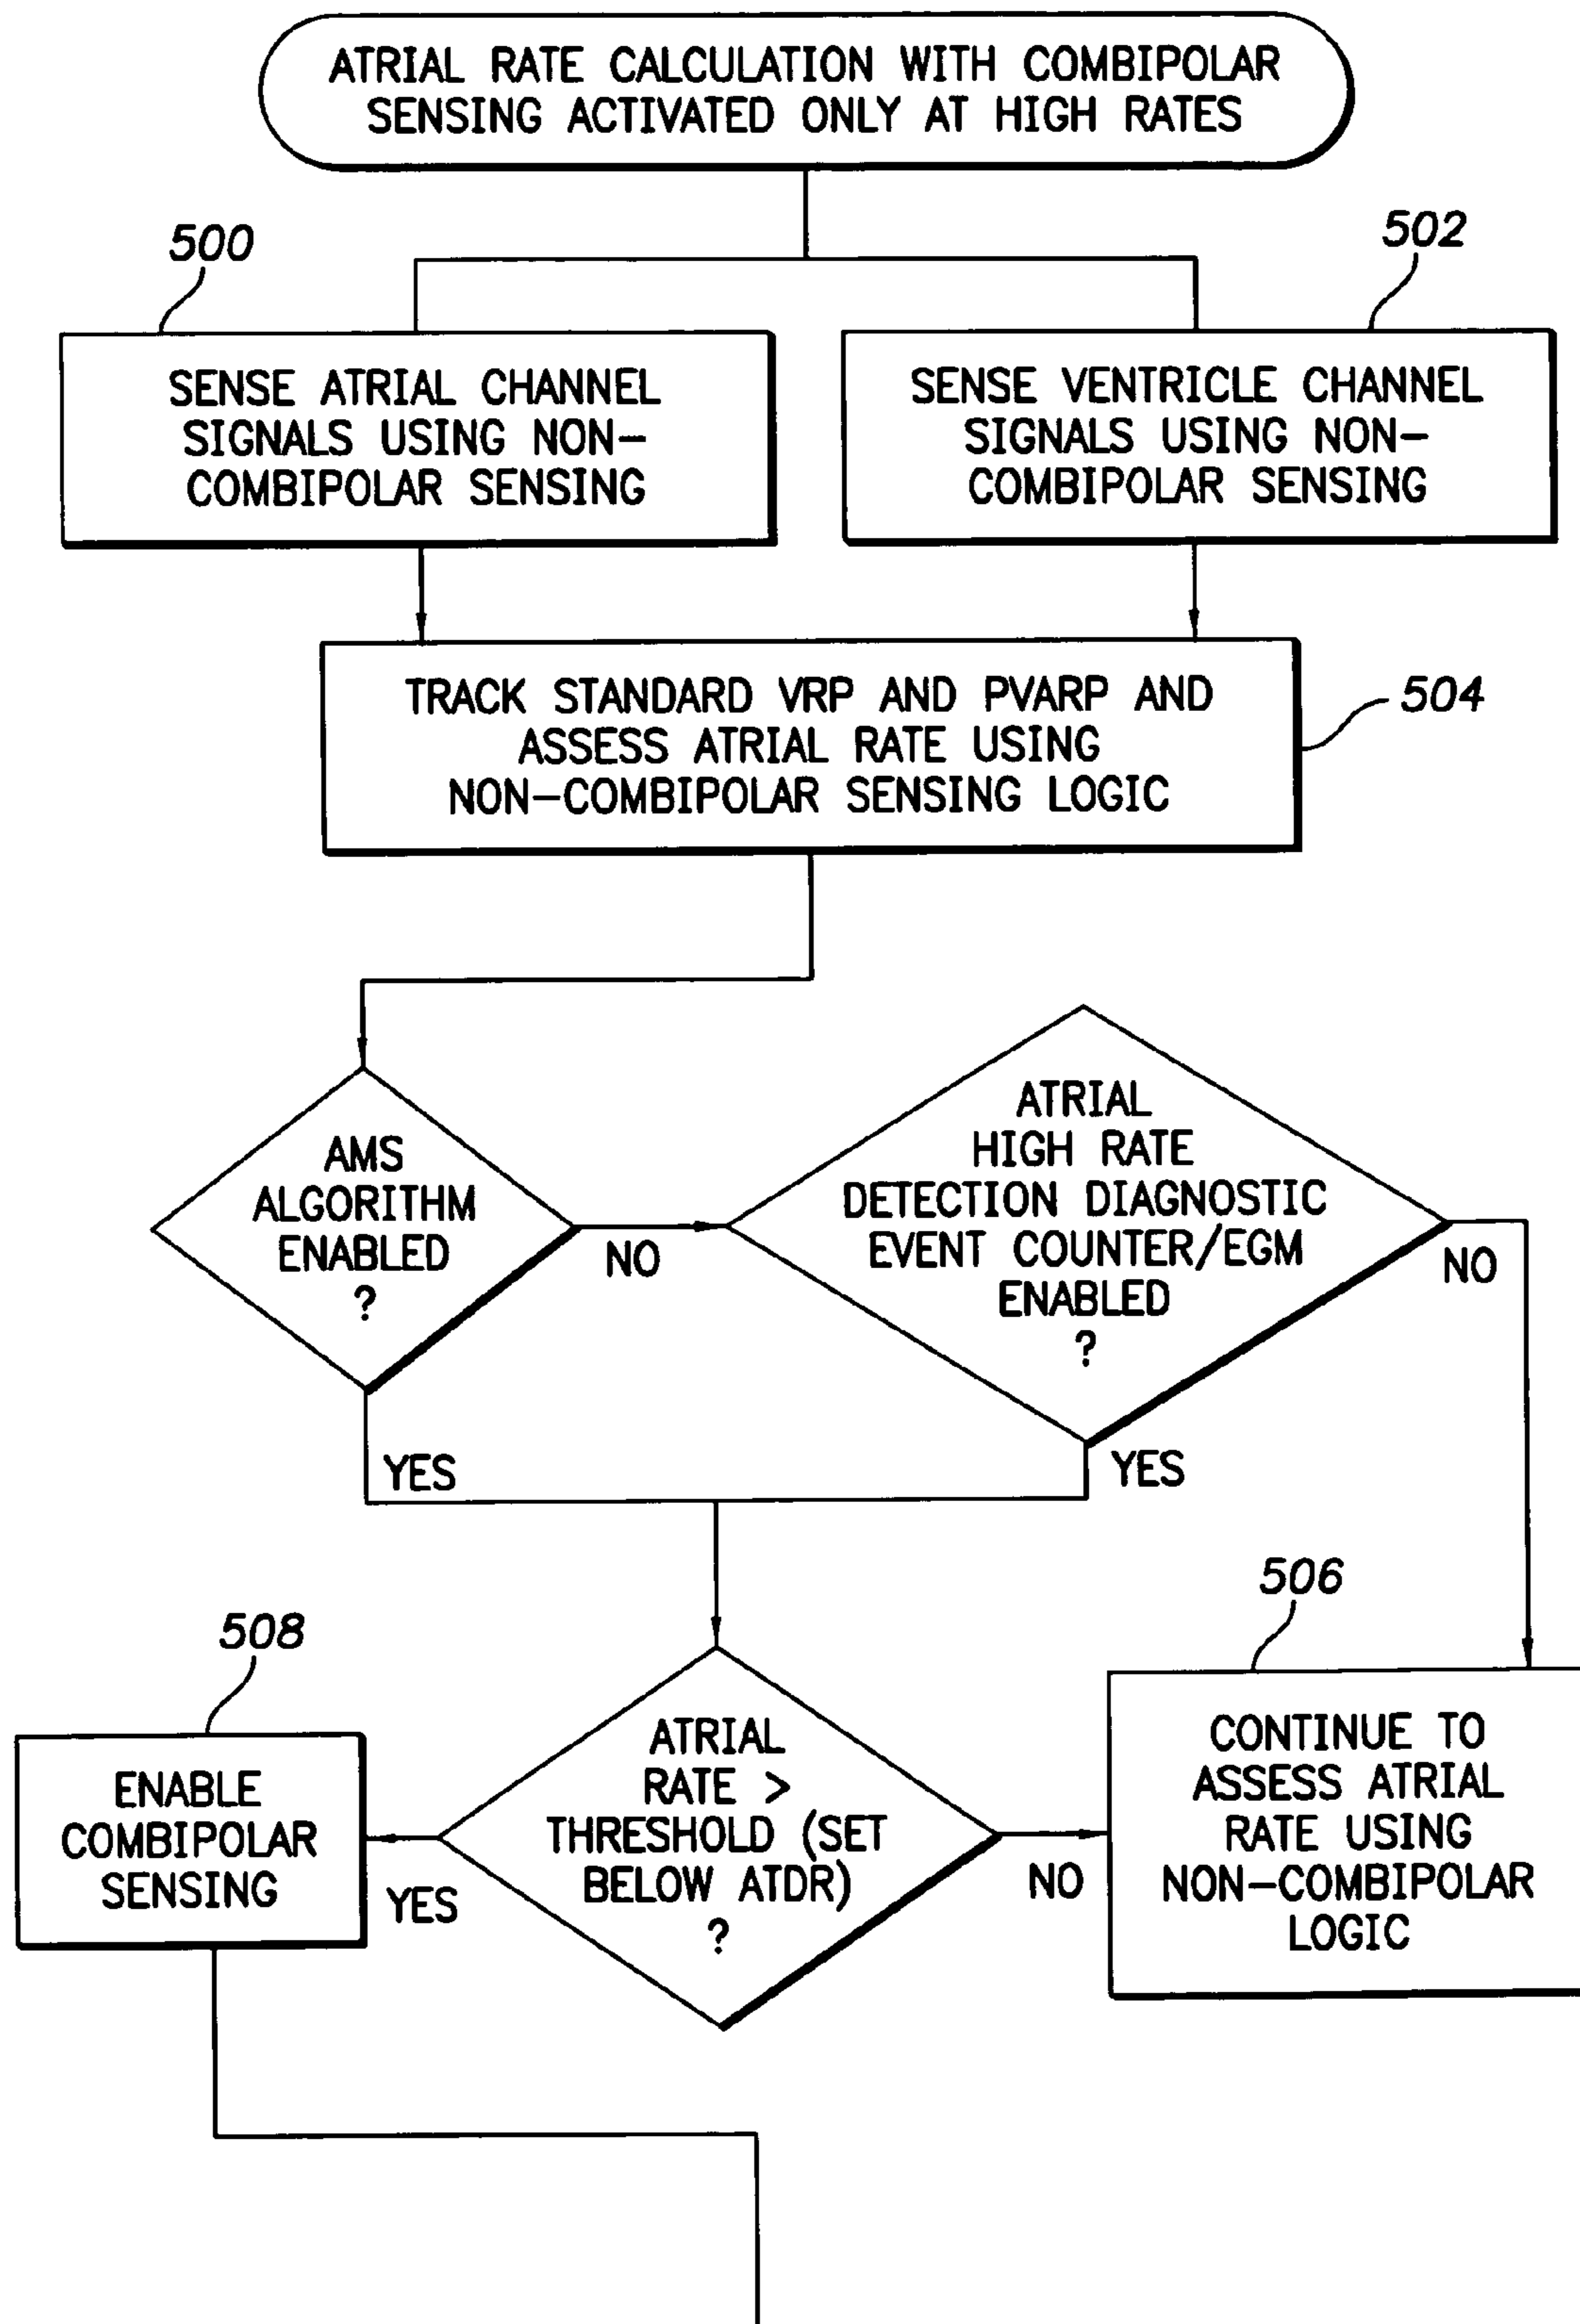 ATRIAL RATE CALCULATION WITH COMBIPOLAR
SENSING ACTIVATED ONLY AT HIGH RATES
500
502
SENSE ATRIAL CHANNEL
SIGNALS USING NON-
COMBIPOLAR SENSING
SENSE VENTRICLE CHANNEL
SIGNALS USING NON-
COMBIPOLAR SENSING
TRACK STANDARD VRP AND PVARP AND
ASSESS ATRIAL RATE USING
NON-COMBIPOLAR SENSING LOGIC
504
AMS
ALGORITHM
ENABLED
?
NO
YES
ATRIAL
HIGH RATE
DETECTION DIAGNOSTIC
EVENT COUNTER/EGM
ENABLED
?
NO
YES
508
506
ENABLE
COMBIPOLAR
SENSING
YES
ATRIAL
RATE >
THRESHOLD (SET
BELOW ATDR)
?
NO
CONTINUE TO
ASSESS ATRIAL
RATE USING
NON-COMBIPOLAR
LOGIC